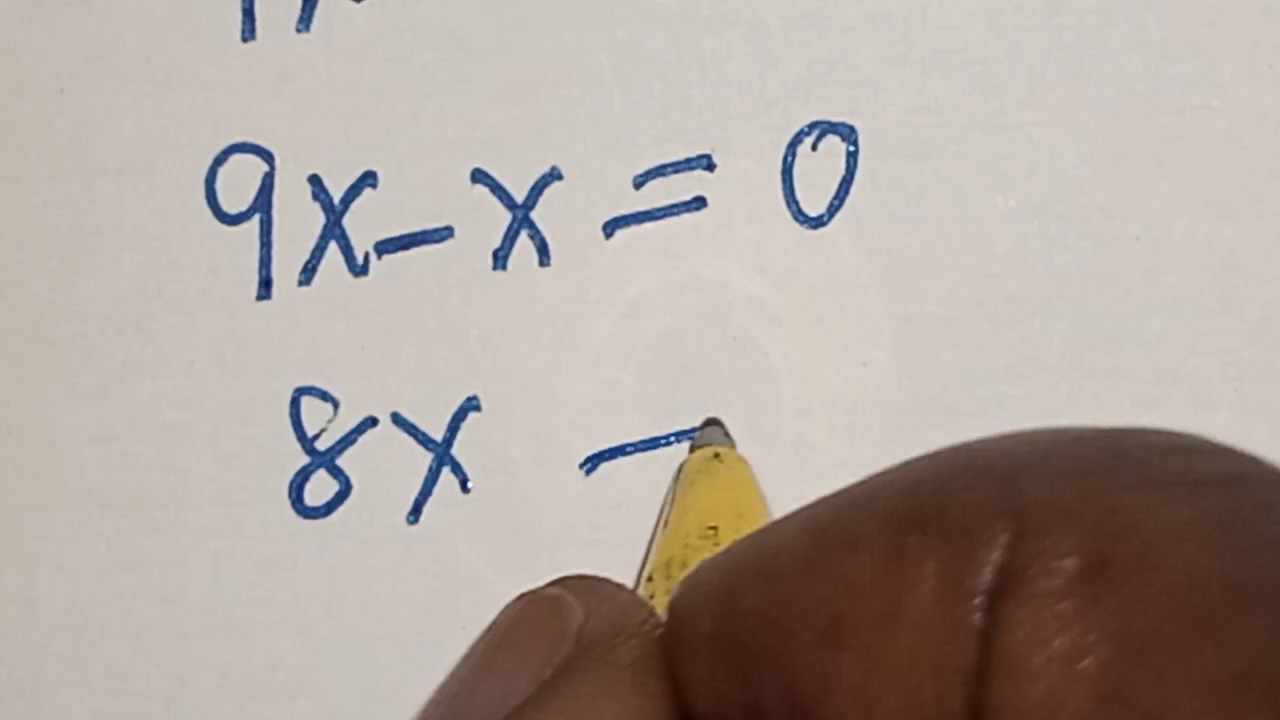 9x - x = 0
8x -